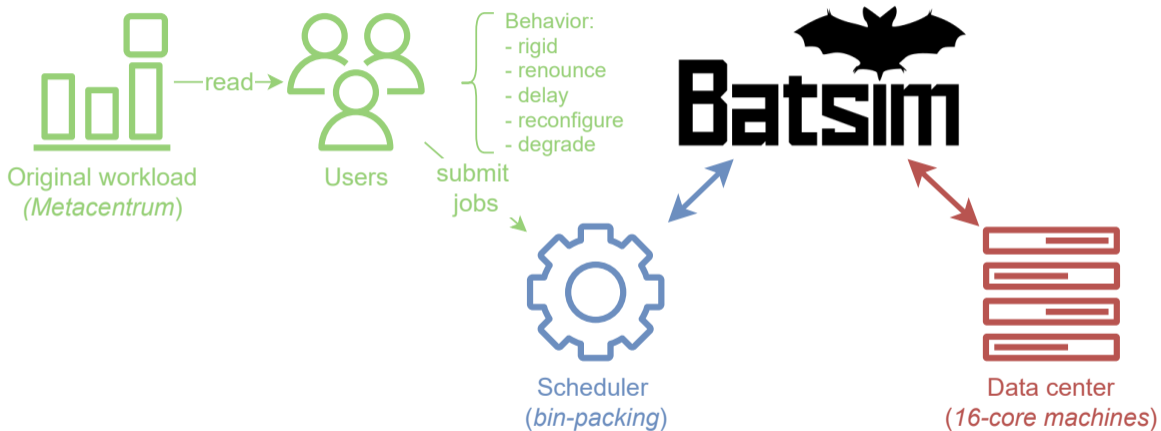 Behavior:
- rigid
- renounce
- delay
- reconfigure
- degrade
read
Batsim
Original workload
(Metacentrum)
Users
submit
jobs
Scheduler
(bin-packing)
Data center
(16-core machines)